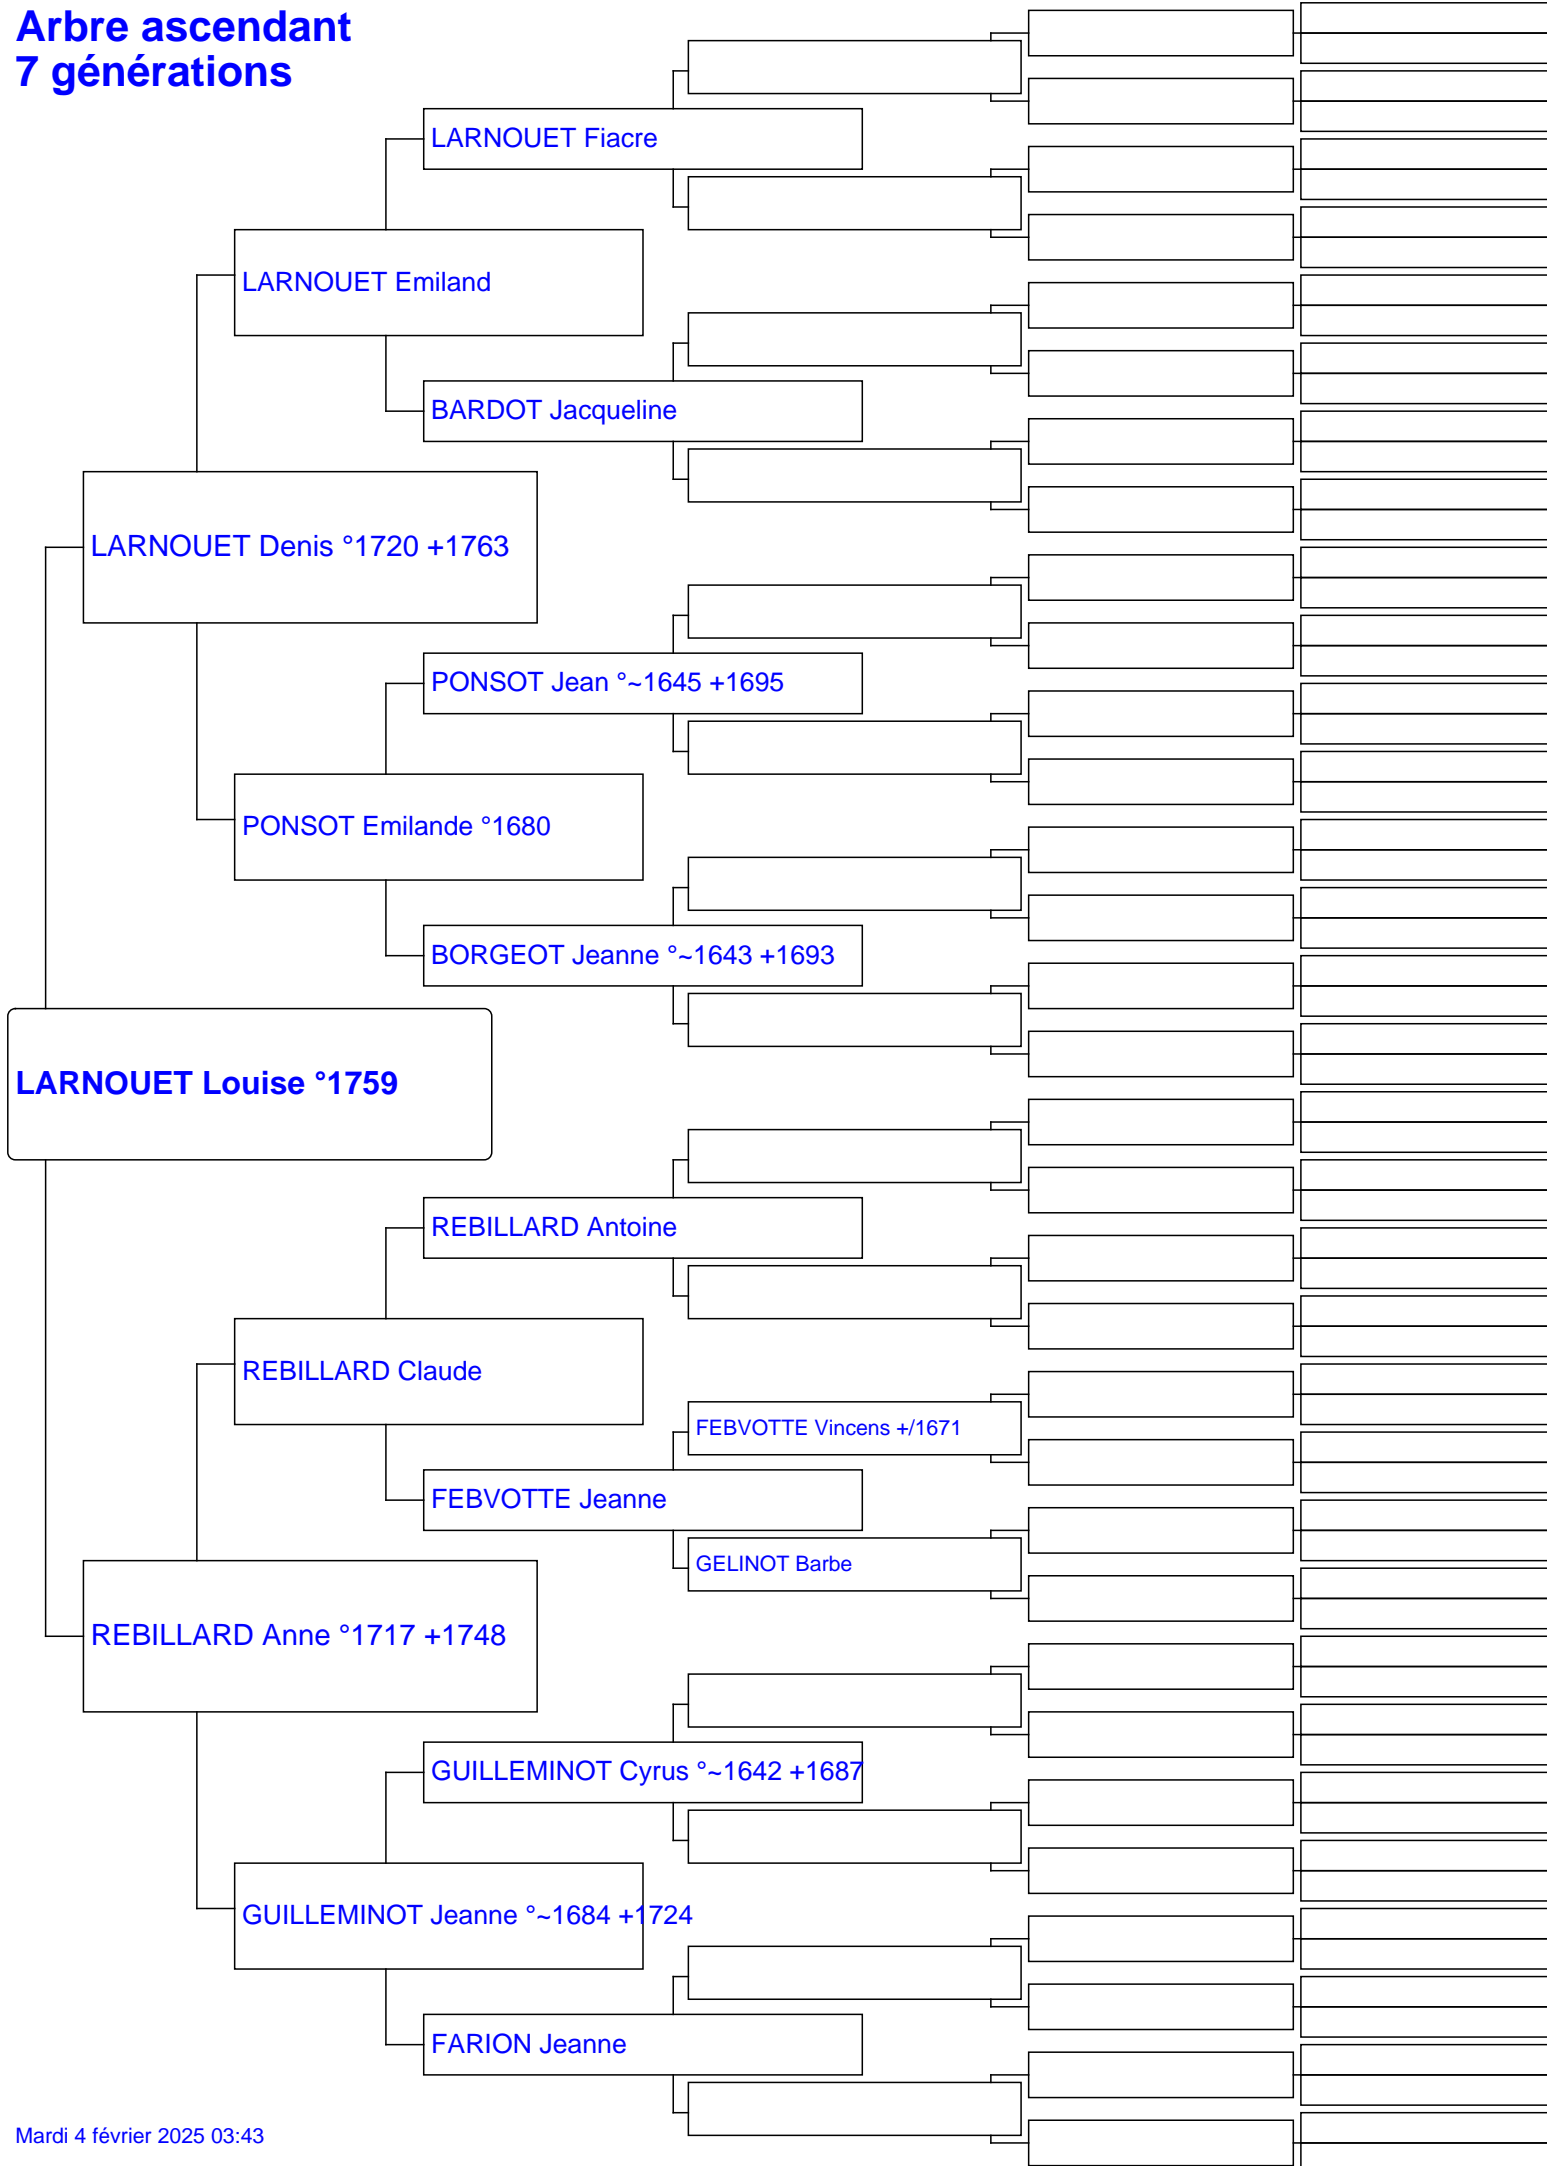 Arbre ascendant
7 générations
LARNOUET Fiacre
LARNOUET Emiland
BARDOT Jacqueline
LARNOUET Denis °1720 +1763
PONSOT Jean °~1645 +1695
PONSOT Emilande °1680
BORGEOT Jeanne °~1643 +1693
LARNOUET Louise °1759
REBILLARD Antoine
REBILLARD Claude
FEBVOTTE Vincens +/1671
FEBVOTTE Jeanne
GELINOT Barbe
REBILLARD Anne °1717 +1748
GUILLEMINOT Cyrus °~1642 +1687
GUILLEMINOT Jeanne °~1684 +1724
FARION Jeanne
Mardi 4 février 2025 03:43